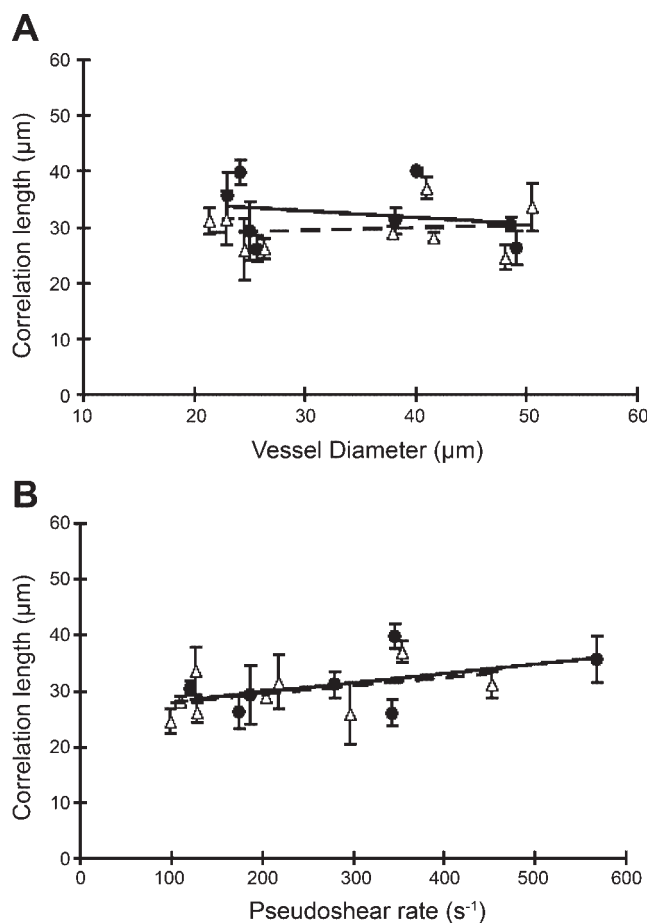 A
60
50
40
30
20
10
0
Correlation length (µm)
10 20 30 40 50 60
Vessel Diameter (µm)
B
60
50
40
30
20
10
0
Correlation length (µm)
0 100 200 300 400 500 600
Pseudoshear rate (s⁻¹)